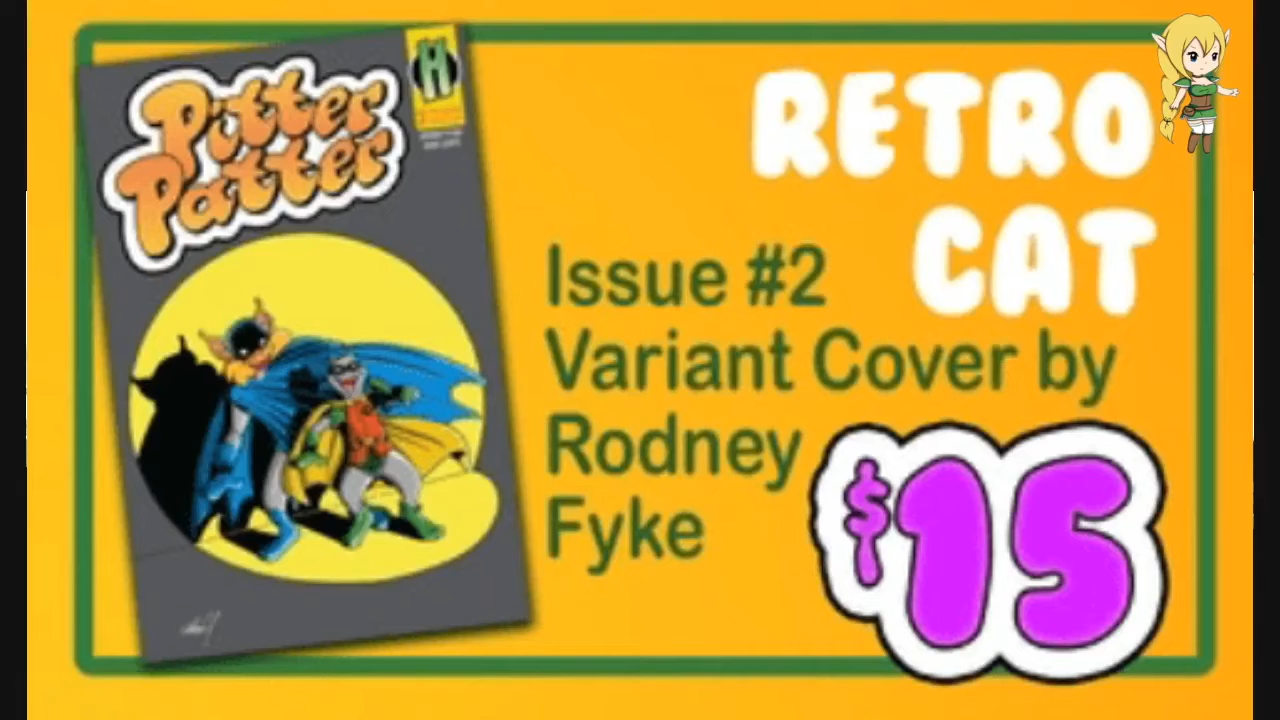 Pitter
Patter
RETRO
CAT
Issue #2
Variant Cover by
Rodney
Fyke
$15